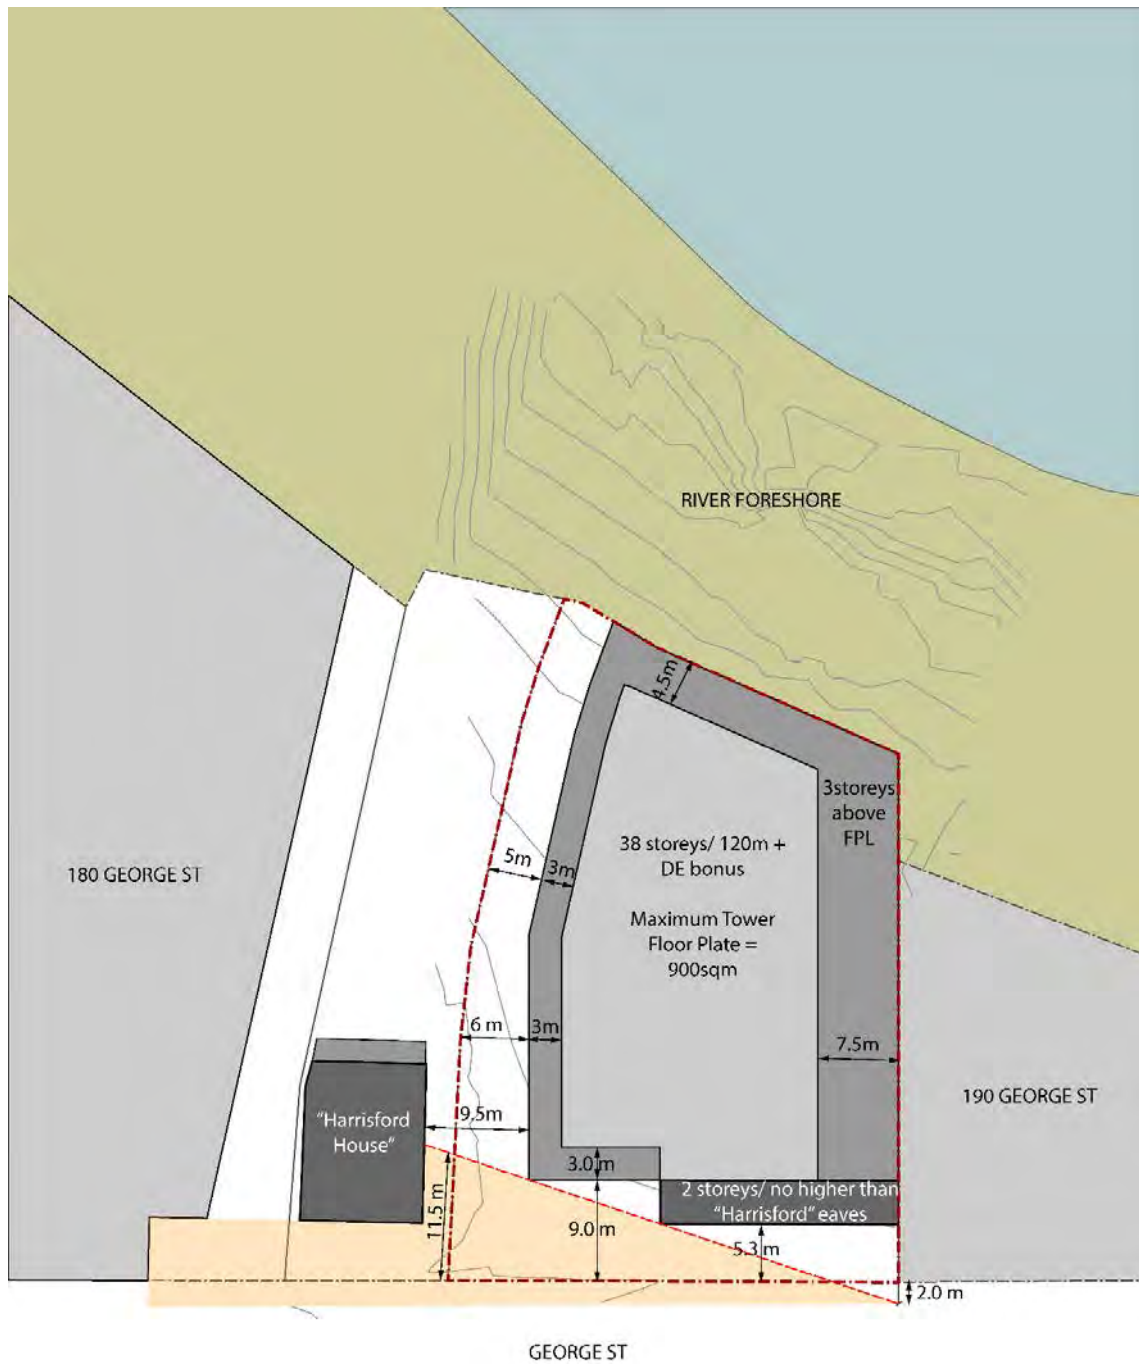 RIVER FORESHORE
4.5m
3storeys
above
FPL
38 storeys/ 120m +
DE bonus
Maximum Tower
Floor Plate =
900sqm
5m
3m
180 GEORGE ST
6 m
3m
7.5m
190 GEORGE ST
"Harrisford
House"
9.5m
3.0 m
2 storeys/ no higher than
"Harrisford" eaves
11.5 m
9.0 m
5.3 m
2.0 m
GEORGE ST